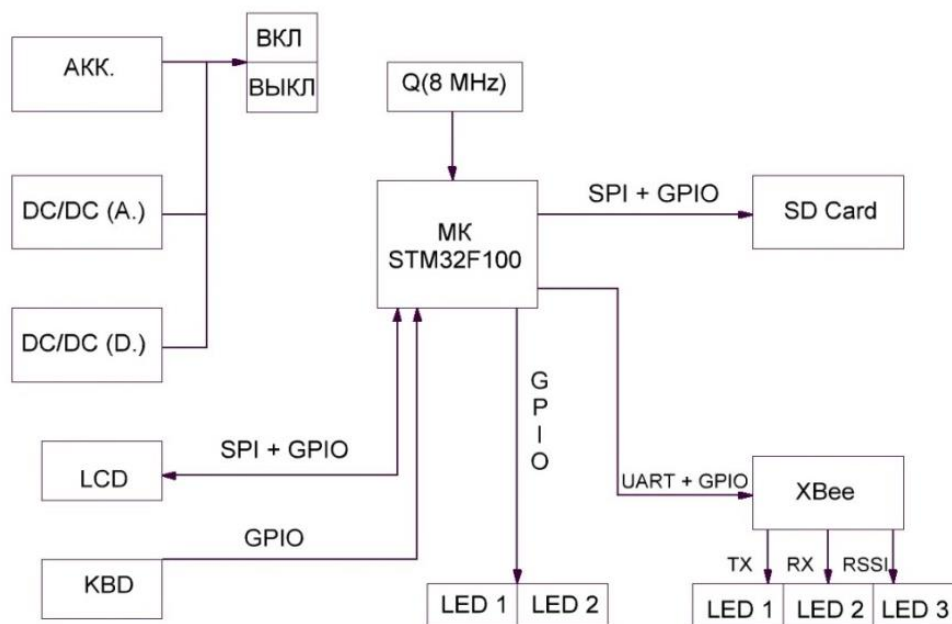 АКК.
ВКЛ
ВЫКЛ
Q(8 MHz)
DC/DC (A.)
МК
STM32F100
SPI + GPIO
SD Card
DC/DC (D.)
GPIO
LCD
SPI + GPIO
UART + GPIO
XBee
KBD
GPIO
TX
RX
RSSI
LED 1
LED 2
LED 1
LED 2
LED 3